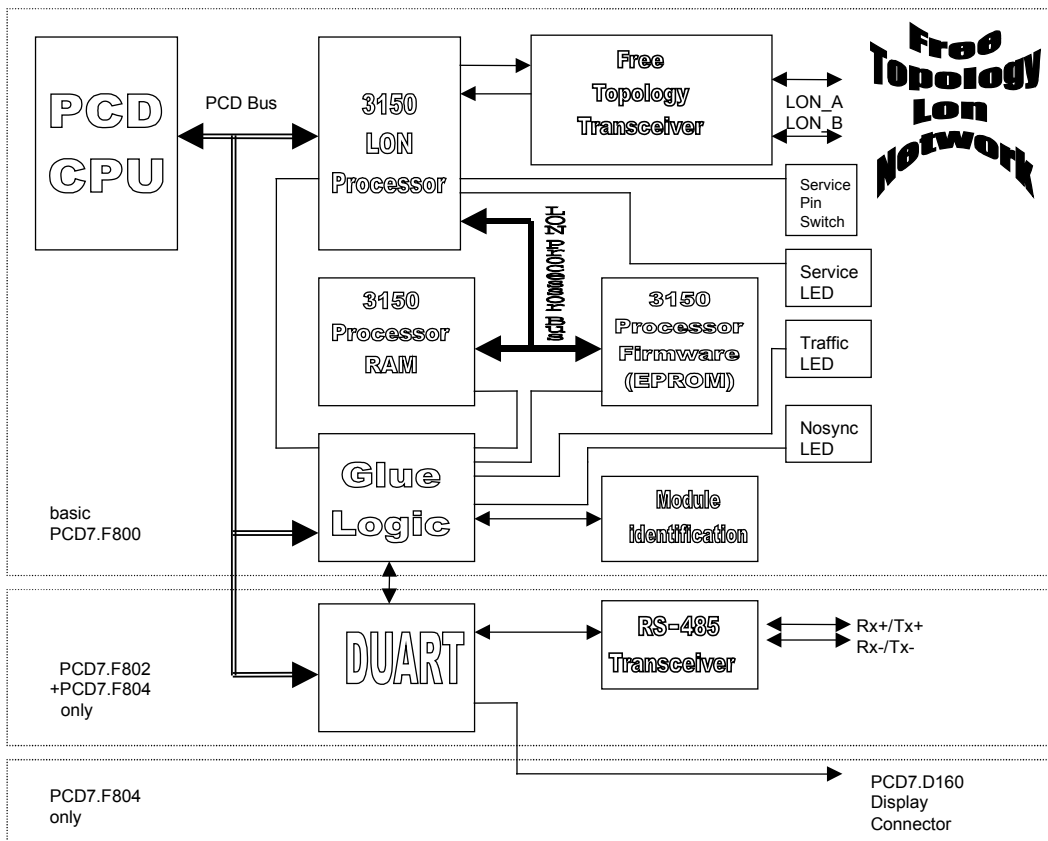 PCD
CPU
PCD Bus
3150
LON
Processor
Free
Topology
Transceiver
LON_A
LON_B
Free
Topology
Lon
Network
Service
Pin
Switch
Service
LED
Traffic
LED
Nosync
LED
3150
Processor
RAM
LON Processor Bus
3150
Processor
Firmware
(EPROM)
Glue
Logic
Module
identification
basic
PCD7.F800
DUART
RS-485
Transceiver
Rx+/Tx+
Rx-/Tx-
PCD7.F802
+PCD7.F804
only
PCD7.F804
only
PCD7.D160
Display
Connector